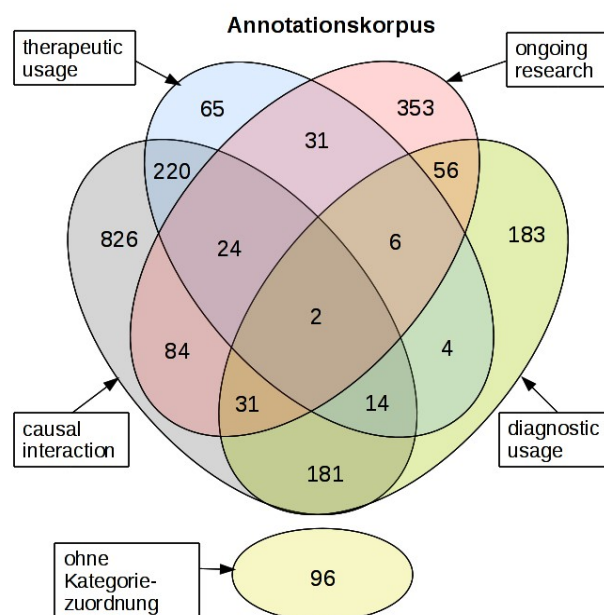 Annotationskorpus
therapeutic
usage
ongoing
research
65
31
353
220
56
826
24
6
183
2
84
4
31
14
causal
interaction
diagnostic
usage
181
ohne
Kategorie-
zuordnung
96